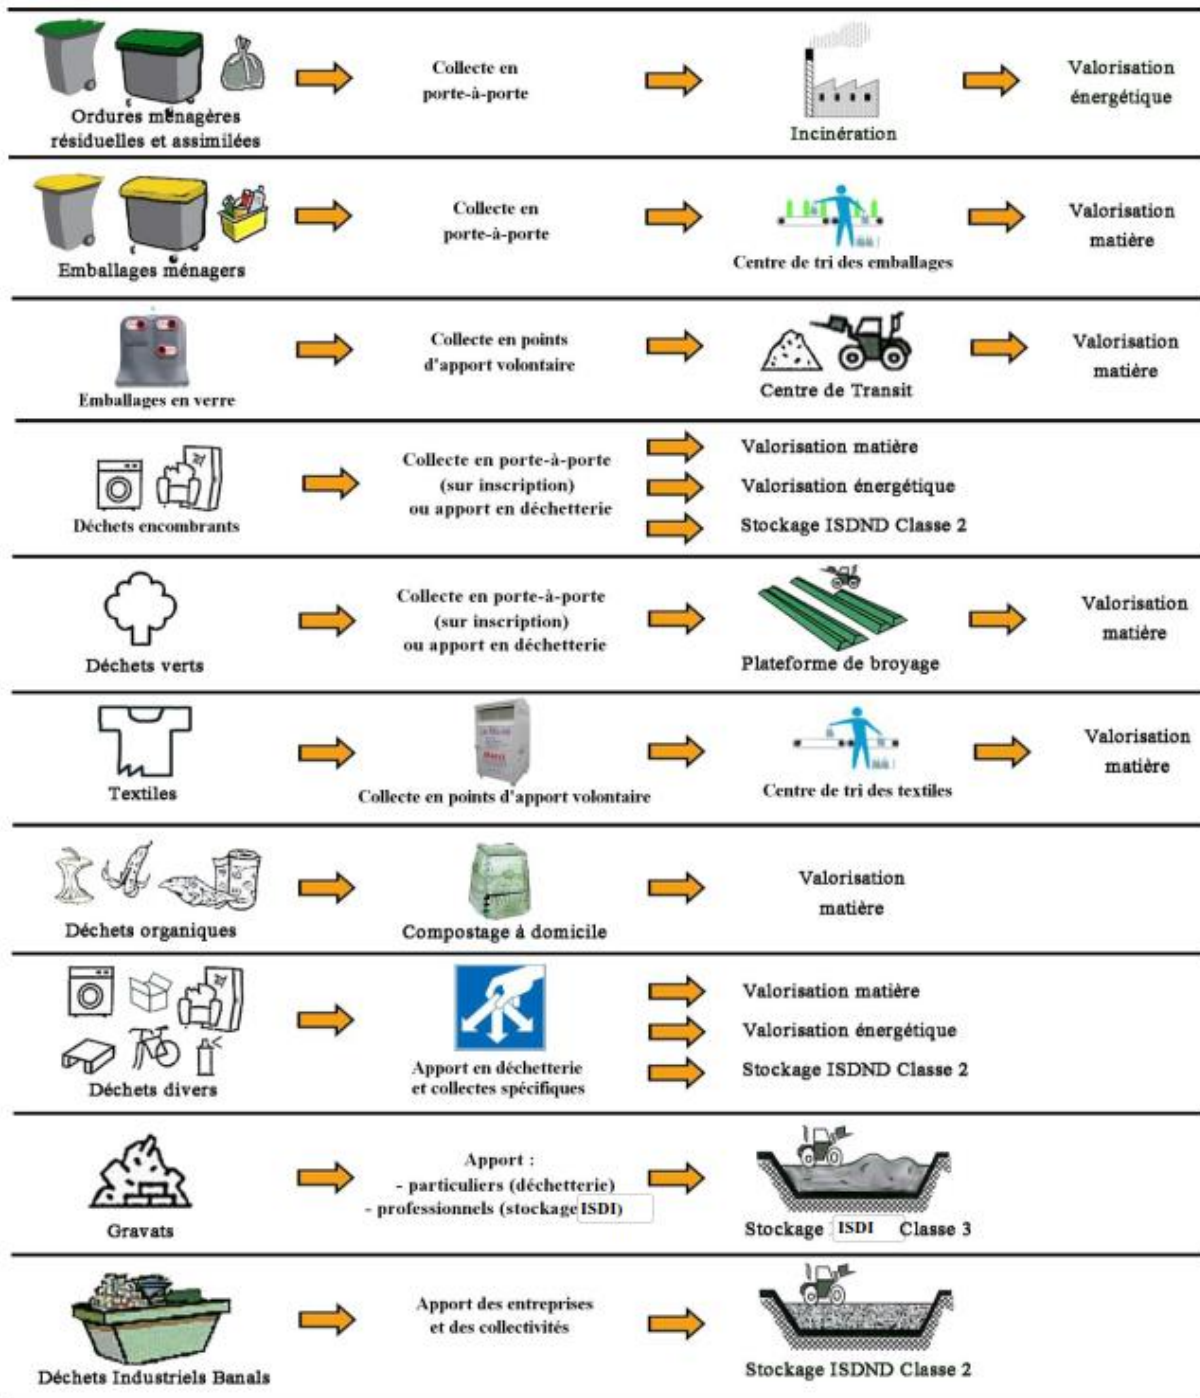 Collecte en
porte-à-porte
Valorisation
énergétique
Ordures ménagères
résiduelles et assimilées
Incinération
Collecte en
porte-à-porte
Valorisation
matière
Emballages ménagers
Centre de tri des emballages
Collecte en points
d'apport volontaire
Valorisation
matière
Emballages en verre
Centre de Transit
Déchets encombrants
Collecte en porte-à-porte
(sur inscription)
ou apport en déchetterie
Valorisation matière
Valorisation énergétique
Stockage ISDND Classe 2
Déchets verts
Collecte en porte-à-porte
(sur inscription)
ou apport en déchetterie
Plateforme de broyage
Valorisation
matière
Textiles
Collecte en points d'apport volontaire
Centre de tri des textiles
Valorisation
matière
Déchets organiques
Compostage à domicile
Valorisation
matière
Déchets divers
Apport en déchetterie
et collectes spécifiques
Valorisation matière
Valorisation énergétique
Stockage ISDND Classe 2
Gravats
Apport :
- particuliers (déchetterie)
- professionnels (stockage ISDI)
Stockage ISDI Classe 3
Déchets Industriels Banals
Apport des entreprises
et des collectivités
Stockage ISDND Classe 2